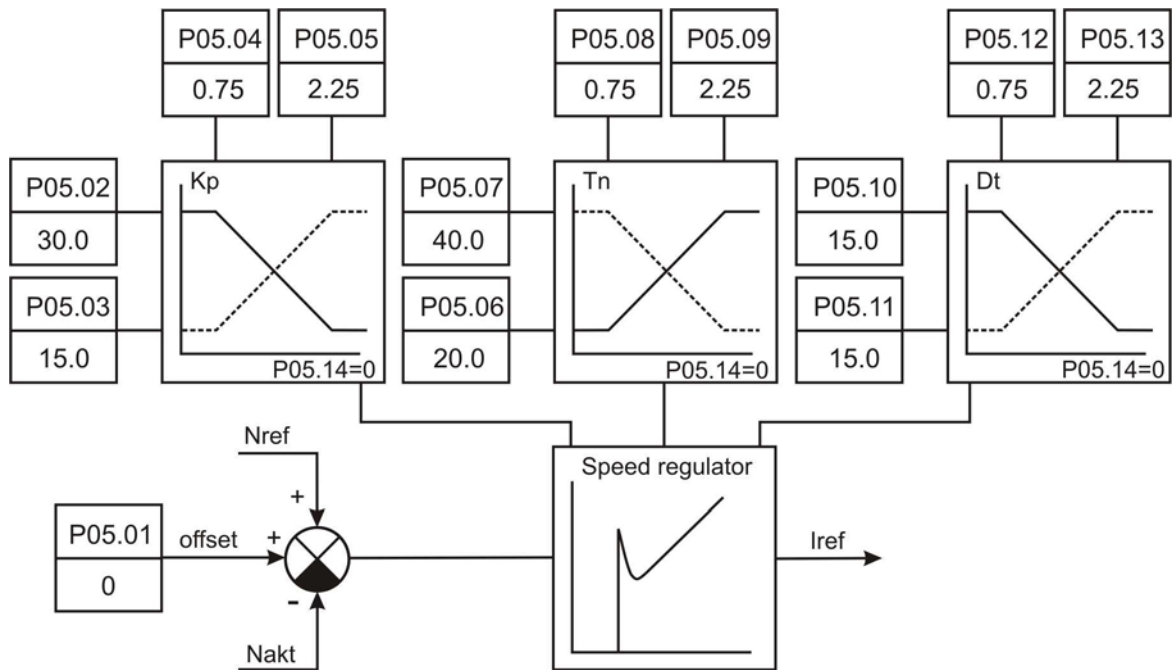 P05.04 P05.05 P05.08 P05.09 P05.12 P05.13
0.75 2.25 0.75 2.25 0.75 2.25
Kp Tn Dt
P05.02 P05.07 P05.10
30.0 40.0 15.0
P05.03 P05.06 P05.11
15.0 20.0 15.0
P05.14=0 P05.14=0 P05.14=0
Nref
Speed regulator
+
P05.01 offset + Iref
0
-
Nakt